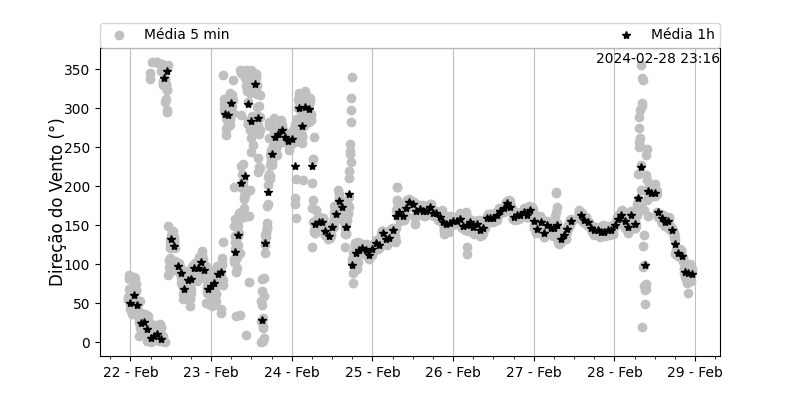 Média 5 min
Média 1h
2024-02-28 23:16
Direção do Vento (°)
350
300
250
200
150
100
50
0
22 - Feb
23 - Feb
24 - Feb
25 - Feb
26 - Feb
27 - Feb
28 - Feb
29 - Feb